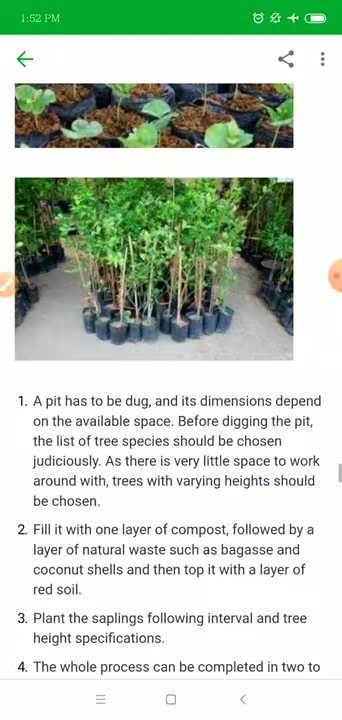 1:52 PM
1. A pit has to be dug, and its dimensions depend
on the available space. Before digging the pit,
the list of tree species should be chosen
judiciously. As there is very little space to work
around with, trees with varying heights should
be chosen.
2. Fill it with one layer of compost, followed by a
layer of natural waste such as bagasse and
coconut shells and then top it with a layer of
red soil.
3. Plant the saplings following interval and tree
height specifications.
4. The whole process can be completed in two to